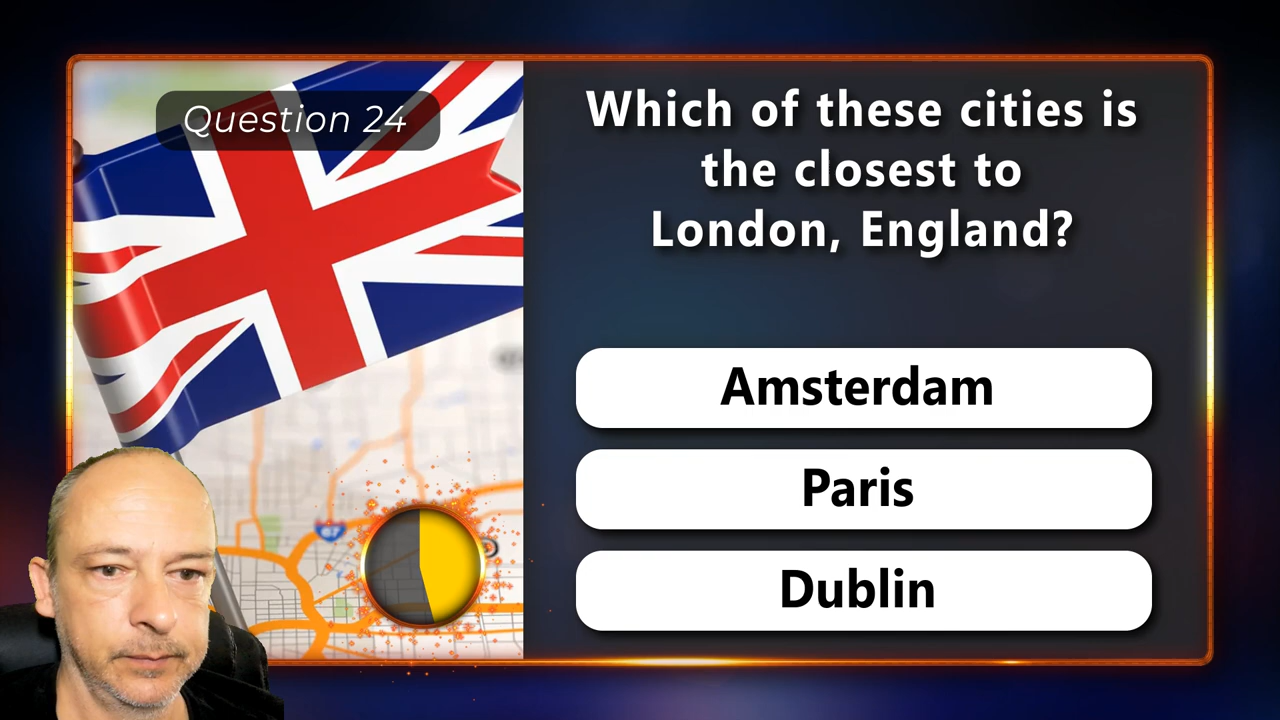 Question 24
Which of these cities is
the closest to
London, England?
Amsterdam
Paris
Dublin